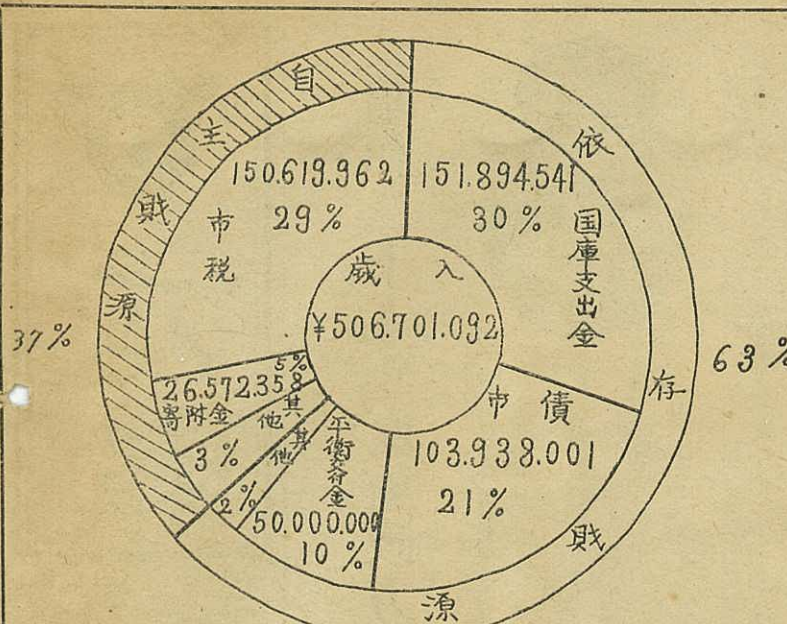 自主財源
37%
依存財源
63%
歳入
¥506.701.092
150.619.962
29%
市税
151.894.541
30%
国庫支出金
市債
103.938.001
21%
平衡交付金
50.000.000
10%
5%
26.572.358
寄附金
其他
3%
其他
2%